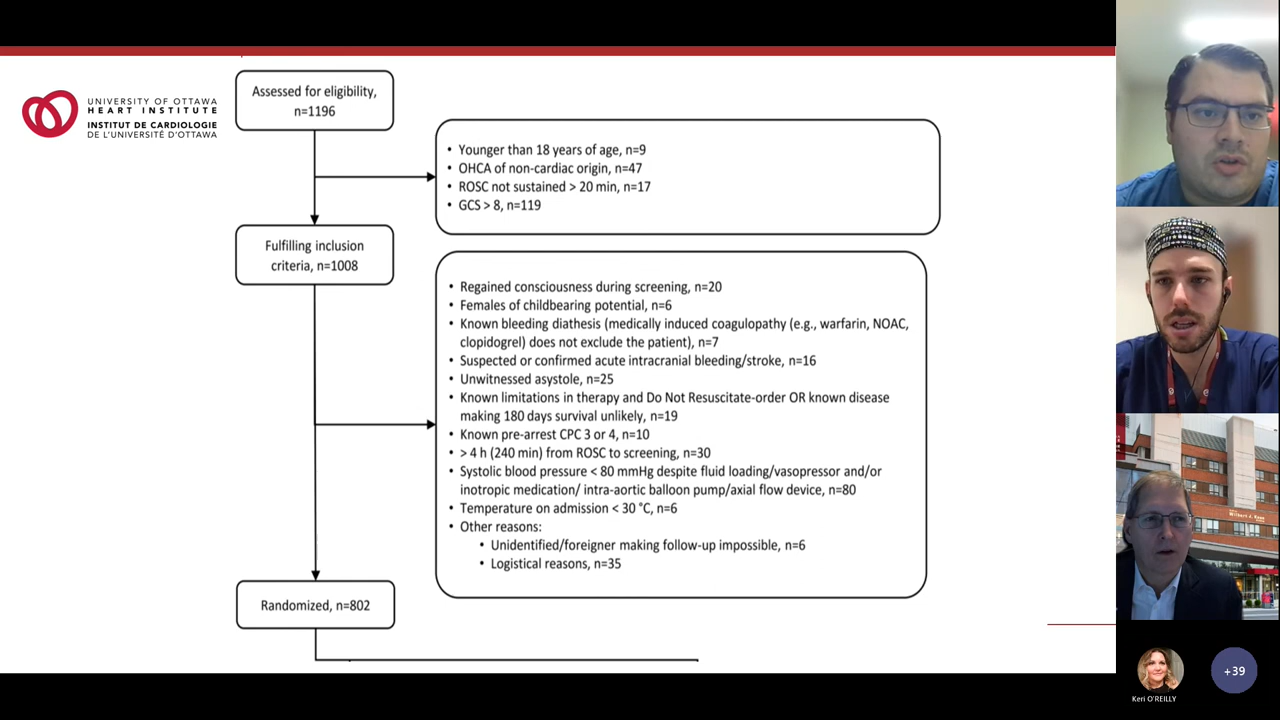 UNIVERSITY OF OTTAWA
HEART INSTITUTE
INSTITUT DE CARDIOLOGIE
DE L'UNIVERSITÉ D'OTTAWA
Assessed for eligibility,
n=1196
• Younger than 18 years of age, n=9
• OHCA of non-cardiac origin, n=47
• ROSC not sustained > 20 min, n=17
• GCS > 8, n=119
Fulfilling inclusion
criteria, n=1008
• Regained consciousness during screening, n=20
• Females of childbearing potential, n=6
• Known bleeding diathesis (medically induced coagulopathy (e.g., warfarin, NOAC,
clopidogrel) does not exclude the patient), n=7
• Suspected or confirmed acute intracranial bleeding/stroke, n=16
• Unwitnessed asystole, n=25
• Known limitations in therapy and Do Not Resuscitate-order OR known disease
making 180 days survival unlikely, n=19
• Known pre-arrest CPC 3 or 4, n=10
• > 4 h (240 min) from ROSC to screening, n=30
• Systolic blood pressure < 80 mmHg despite fluid loading/vasopressor and/or
inotropic medication/ intra-aortic balloon pump/axial flow device, n=80
• Temperature on admission < 30 °C, n=6
• Other reasons:
• Unidentified/foreigner making follow-up impossible, n=6
• Logistical reasons, n=35
Randomized, n=802
Keri O'REILLY
+39